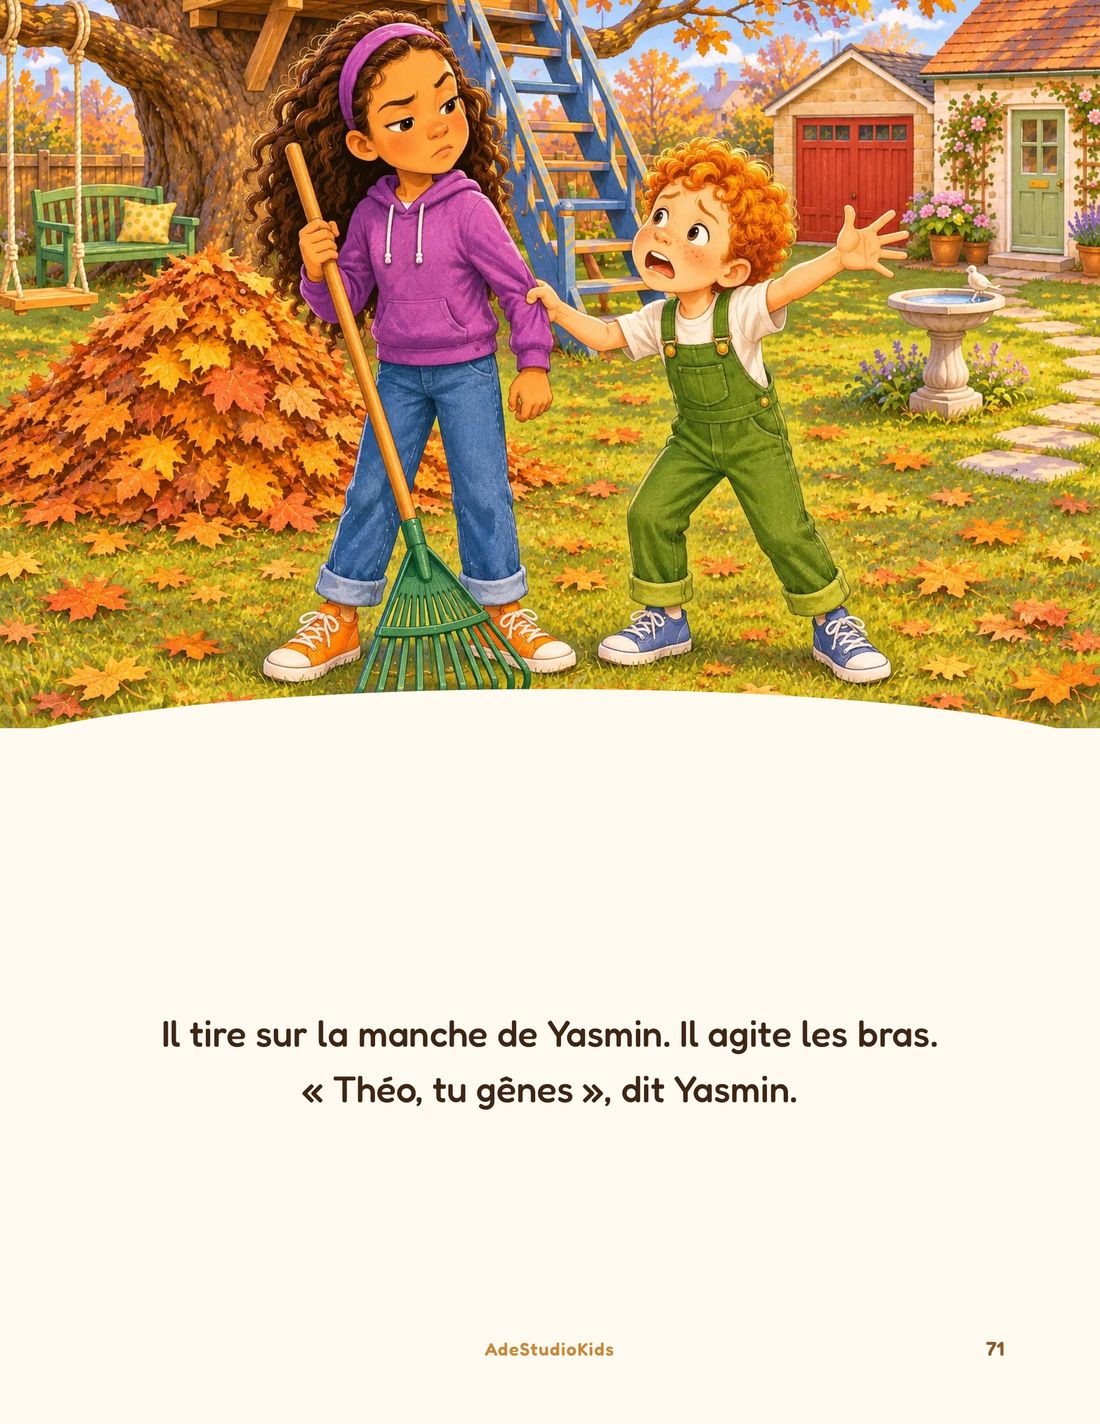 Il tire sur la manche de Yasmin. Il agite les bras.
« Théo, tu gênes », dit Yasmin.
AdeStudioKids
71